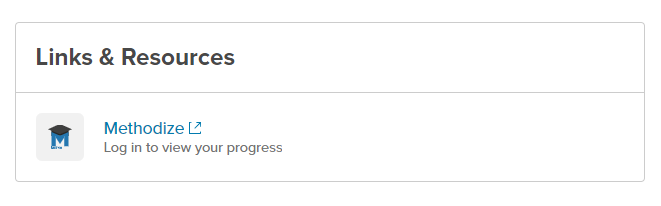 Links & Resources
Methodize
Log in to view your progress